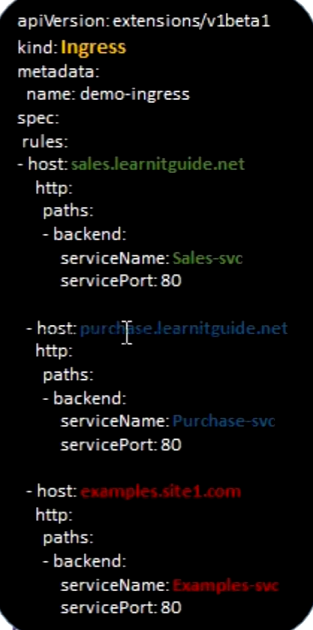 apiVersion: extensions/v1beta1
kind: Ingress
metadata:
name: demo-ingress
spec:
rules:
- host: sales.learnitguide.net
http:
paths:
- backend:
serviceName: Sales-svc
servicePort: 80
- host: purchase.learnitguide.net
http:
paths:
- backend:
serviceName: Purchase-svc
servicePort: 80
- host: examples.site1.com
http:
paths:
- backend:
serviceName: Examples-svc
servicePort: 80